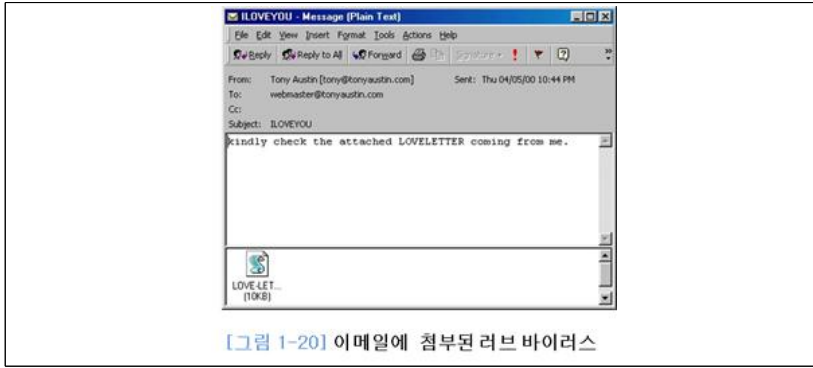 ILOVEYOU - Message (Plain Text)
File Edit View Insert Format Tools Actions Help
Reply Reply to All Forward Signature
From: Tony Austin [tony@tonyaustin.com] Sent: Thu 04/05/00 10:44 PM
To: webmaster@tonyaustin.com
Cc:
Subject: ILOVEYOU
kindly check the attached LOVELETTER coming from me.
LOVE-LET...
(10KB)
[그림 1-20] 이메일에 첨부된 러브 바이러스